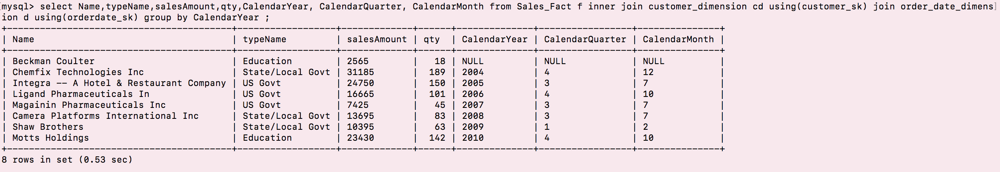 [mysql> select Name,typeName,salesAmount,qty,CalendarYear, CalendarQuarter, CalendarMonth from Sales_Fact f inner join customer_dimension cd using(customer_sk) join order_date_dimens]
ion d using(orderdate_sk) group by CalendarYear ;
+-----------------------------------------+------------------+-------------+------+--------------+-----------------+---------------+
| Name                                    | typeName         | salesAmount | qty  | CalendarYear | CalendarQuarter | CalendarMonth |
+-----------------------------------------+------------------+-------------+------+--------------+-----------------+---------------+
| Beckman Coulter                         | Education        | 2565        |   18 | NULL         | NULL            | NULL          |
| Chemfix Technologies Inc                | State/Local Govt | 31185       |  189 | 2004         | 4               | 12            |
| Integra -- A Hotel & Restaurant Company | US Govt          | 24750       |  150 | 2005         | 3               | 7             |
| Ligand Pharmaceuticals In               | US Govt          | 16665       |  101 | 2006         | 4               | 10            |
| Magainin Pharmaceuticals Inc            | US Govt          | 7425        |   45 | 2007         | 3               | 7             |
| Camera Platforms International Inc      | State/Local Govt | 13695       |   83 | 2008         | 3               | 7             |
| Shaw Brothers                           | State/Local Govt | 10395       |   63 | 2009         | 1               | 2             |
| Motts Holdings                          | Education        | 23430       |  142 | 2010         | 4               | 10            |
+-----------------------------------------+------------------+-------------+------+--------------+-----------------+---------------+
8 rows in set (0.53 sec)